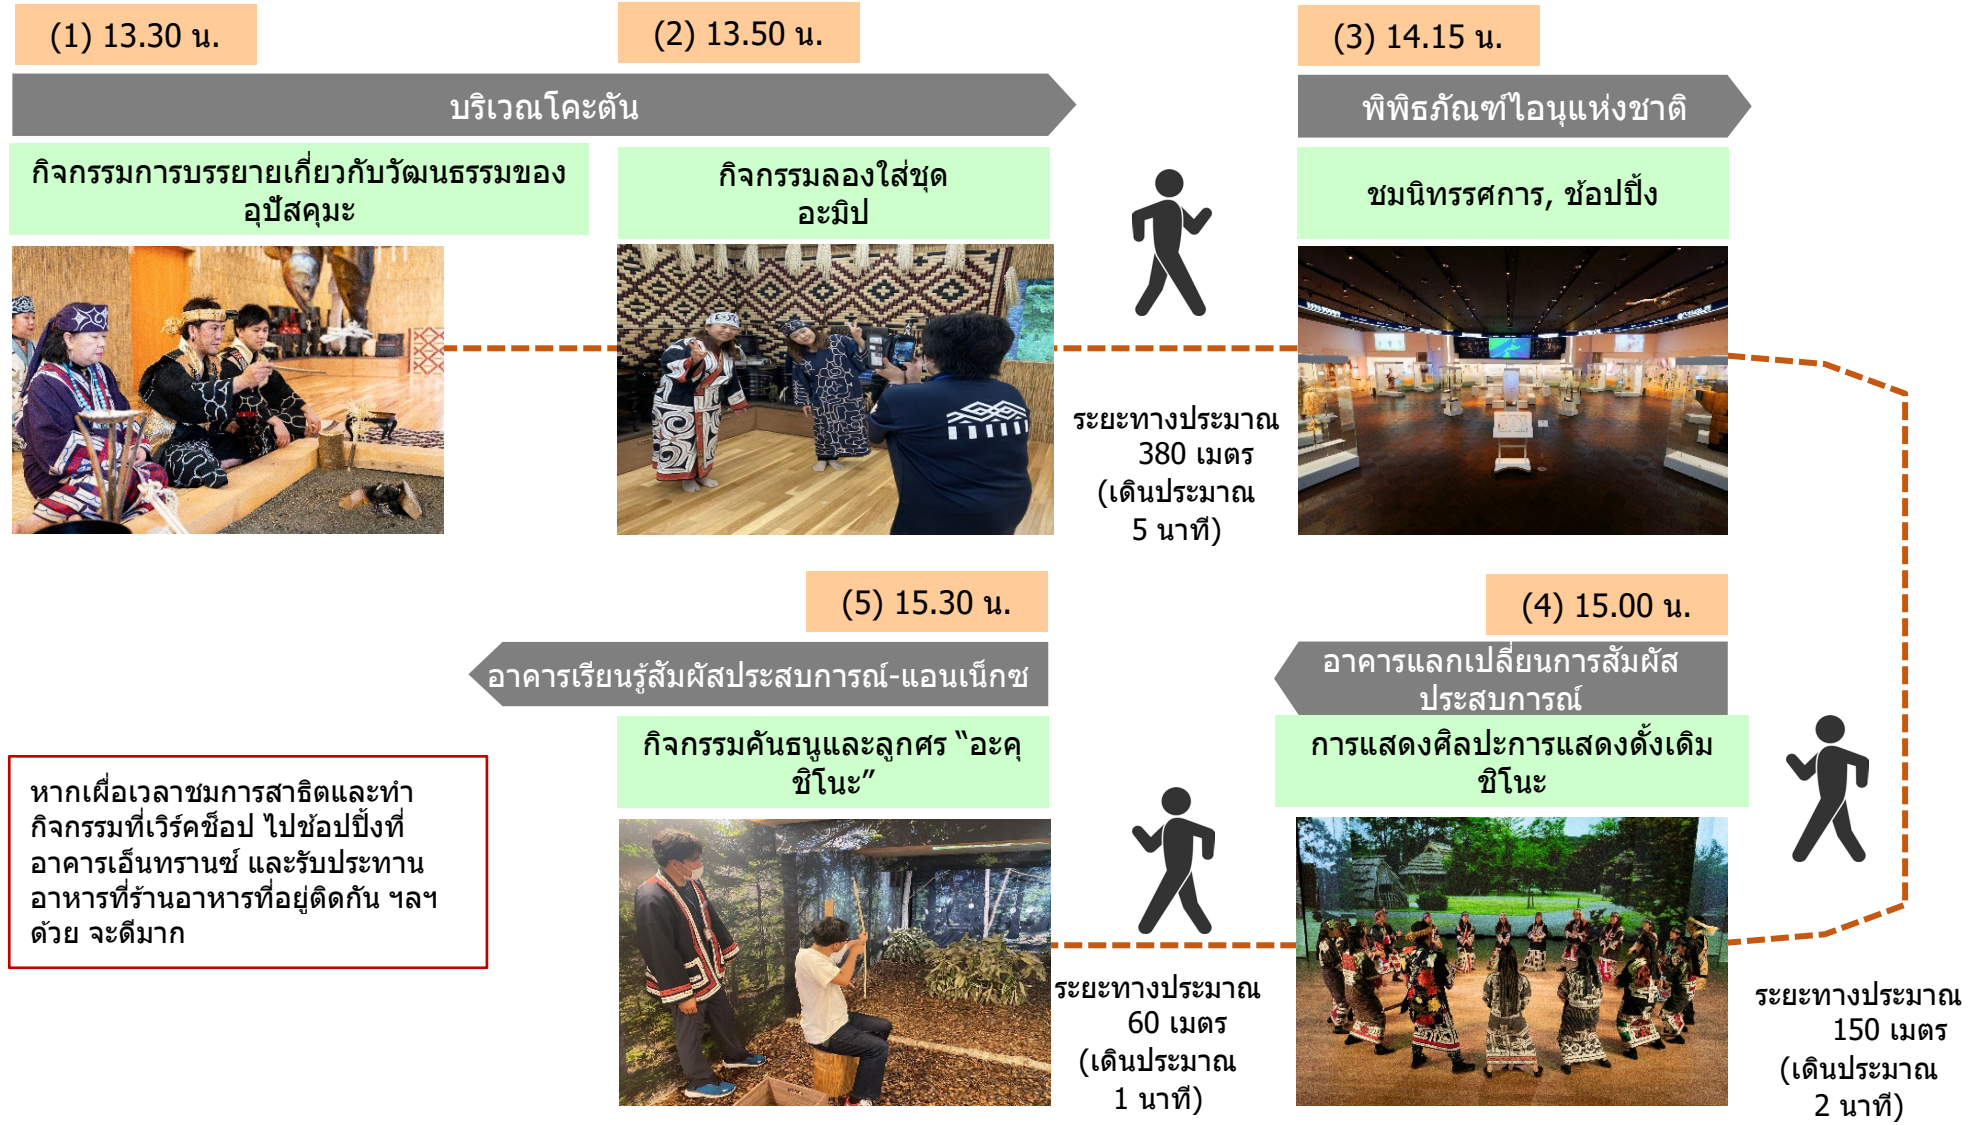 (1) 13.30 น.
(2) 13.50 น.
(3) 14.15 น.
บริเวณโคะตัน
พิพิธภัณฑ์ไอนุแห่งชาติ
กิจกรรมการบรรยายเกี่ยวกับวัฒนธรรมของ
อุปัสคุมะ
กิจกรรมลองใส่ชุด
อะมิป
ชมนิทรรศการ, ช้อปปิ้ง
ระยะทางประมาณ
380 เมตร
(เดินประมาณ
5 นาที)
(5) 15.30 น.
(4) 15.00 น.
อาคารเรียนรู้สัมผัสประสบการณ์-แอนเน็กซ
อาคารแลกเปลี่ยนการสัมผัส
ประสบการณ์
กิจกรรมคันธนูและลูกศร “อะคุ
ชิโนะ”
การแสดงศิลปะการแสดงดั้งเดิม
ชิโนะ
หากเผื่อเวลาชมการสาธิตและทำ
กิจกรรมที่เวิร์คช็อป ไปช้อปปิ้งที่
อาคารเอ็นทรานซ์ และรับประทาน
อาหารที่ร้านอาหารที่อยู่ติดกัน ฯลฯ
ด้วย จะดีมาก
ระยะทางประมาณ
60 เมตร
(เดินประมาณ
1 นาที)
ระยะทางประมาณ
150 เมตร
(เดินประมาณ
2 นาที)